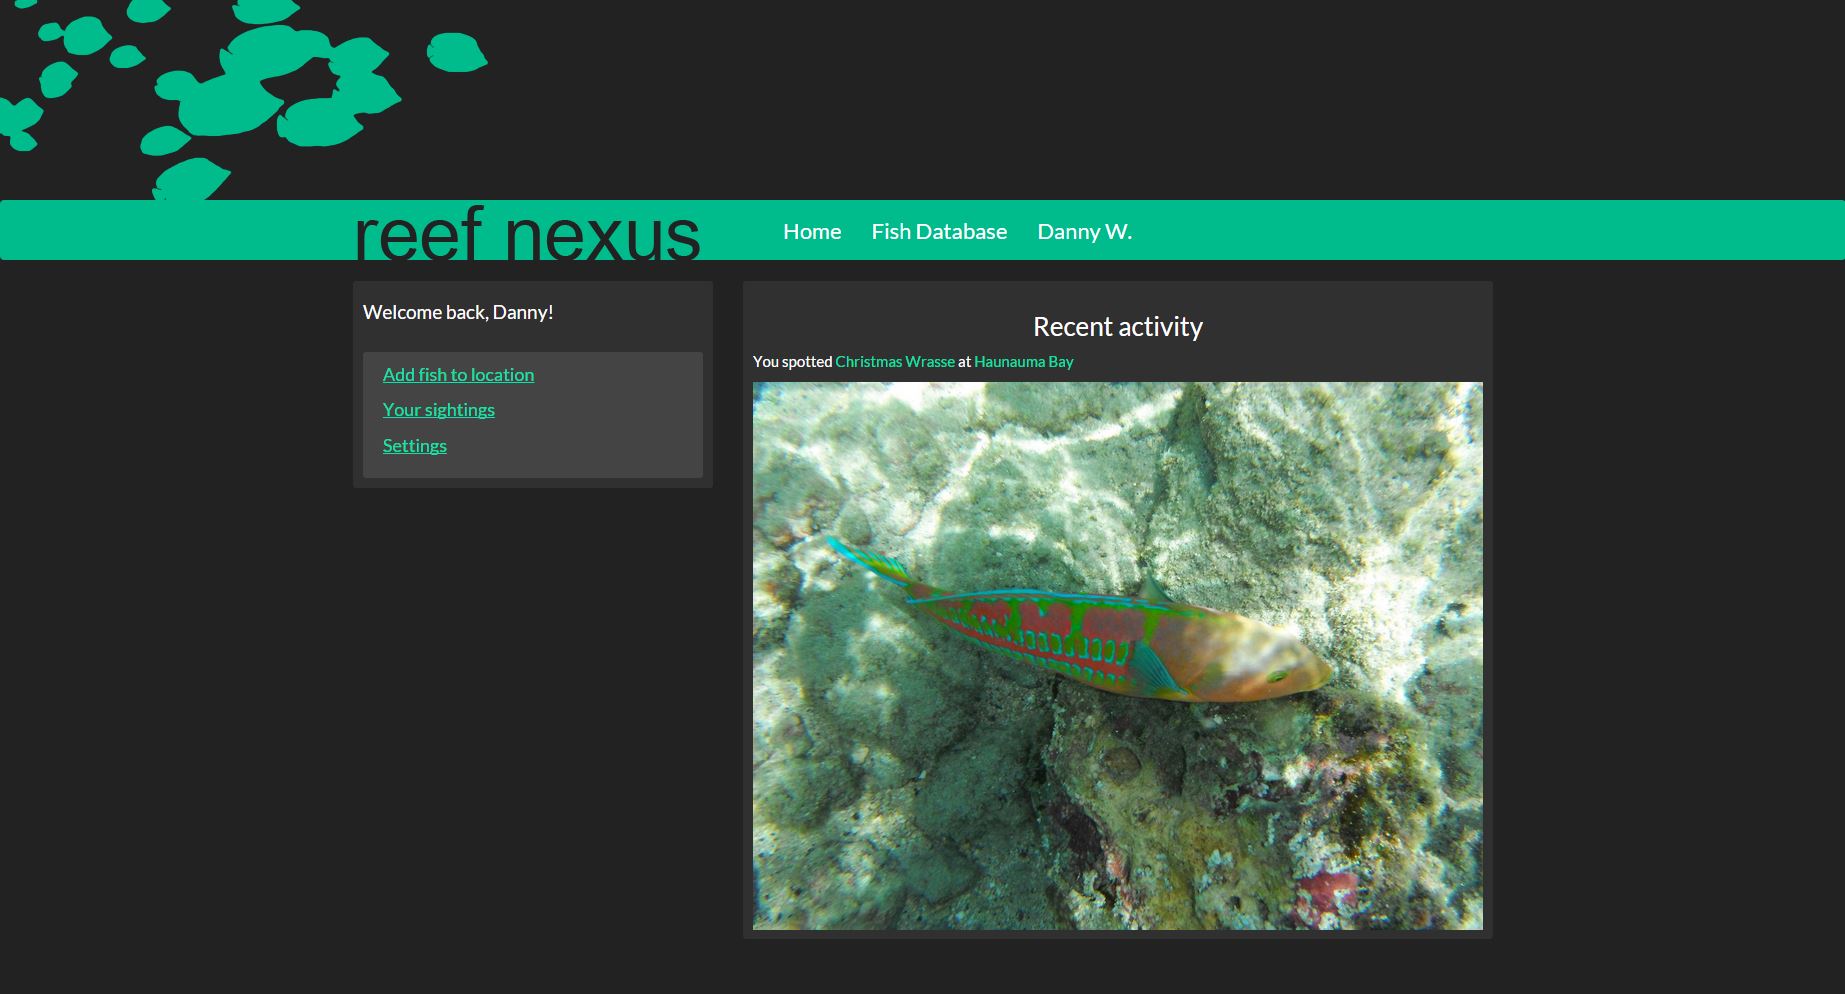 reef nexus
Home
Fish Database
Danny W.
Welcome back, Danny!
Add fish to location
Your sightings
Settings
Recent activity
You spotted Christmas Wrasse at Haunauma Bay